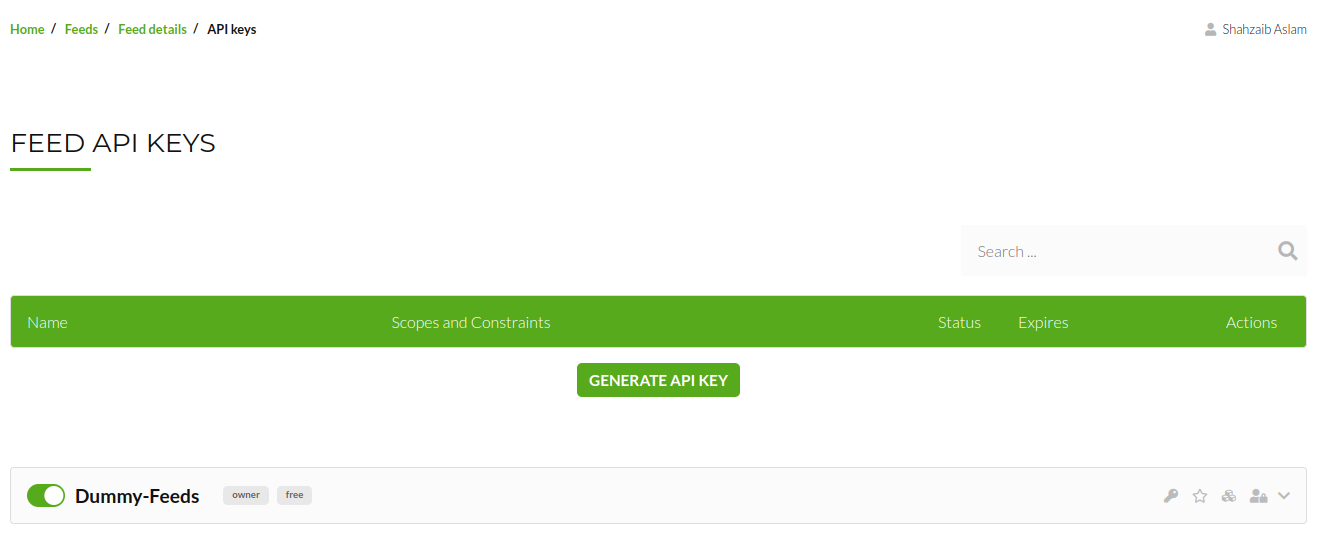 Home / Feeds / Feed details / API keys Shahzaib Aslam
FEED API KEYS
Search ...
Name Scopes and Constraints Status Expires Actions
GENERATE API KEY
Dummy-Feeds owner free